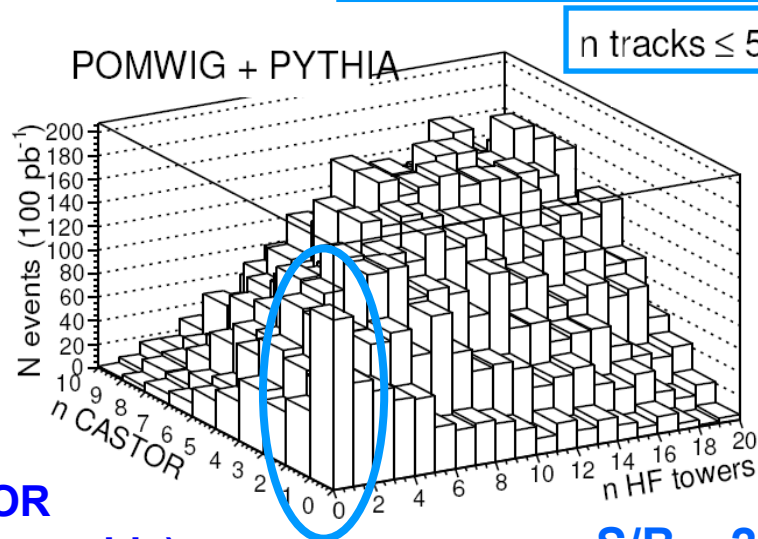 n tracks ≤ 5
POMWIG + PYTHIA
N events (100 pb⁻¹)
200
180
160
140
120
100
80
60
40
20
0
10 9 8 7 6 5 4 3 2 1 0
n CASTOR
0 2 4 6 8 10 12 14 16 18 20
n HF towers
OR